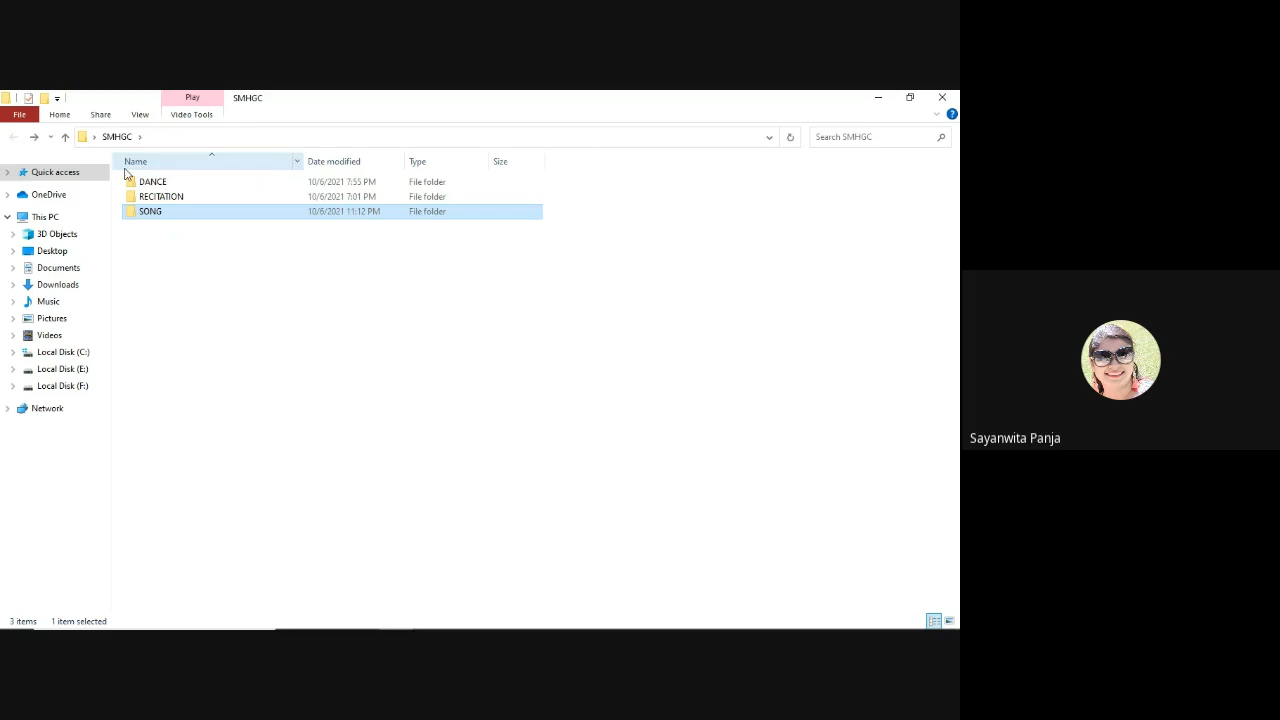 Play SMHGC
File Home Share View Video Tools
SMHGC Search SMHGC
Name Date modified Type Size
Quick access
OneDrive
This PC
3D Objects
Desktop
Documents
Downloads
Music
Pictures
Videos
Local Disk (C:)
Local Disk (E:)
Local Disk (F:)
Network
DANCE 10/6/2021 7:55 PM File folder
RECITATION 10/6/2021 7:01 PM File folder
SONG 10/6/2021 11:12 PM File folder
3 items 1 item selected
Sayanwita Panja